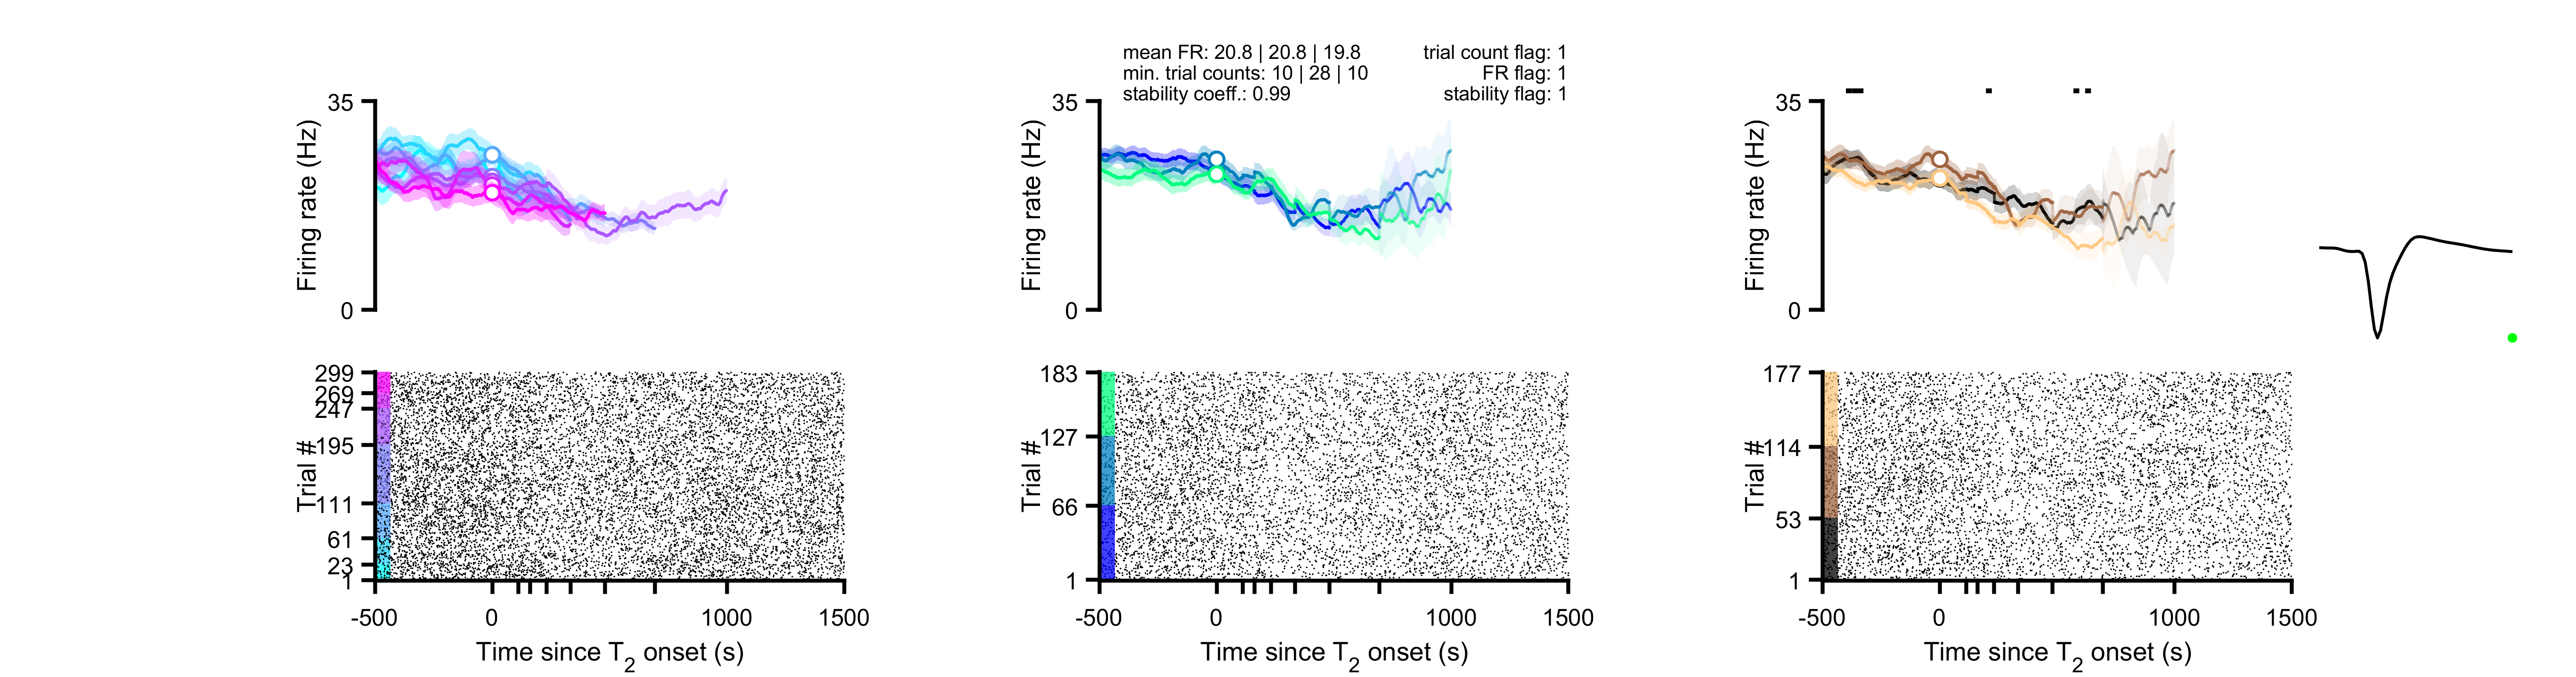 mean FR: 20.8 | 20.8 | 19.8
min. trial counts: 10 | 28 | 10
stability coeff.: 0.99
trial count flag: 1
FR flag: 1
stability flag: 1
35
Firing rate (Hz)
0
35
Firing rate (Hz)
0
35
Firing rate (Hz)
0
299
269
247
195
111
61
23
1
Trial #
-500 0 1000 1500
Time since T2 onset (s)
183
127
66
1
Trial #
-500 0 1000 1500
Time since T2 onset (s)
177
114
53
1
Trial #
-500 0 1000 1500
Time since T2 onset (s)